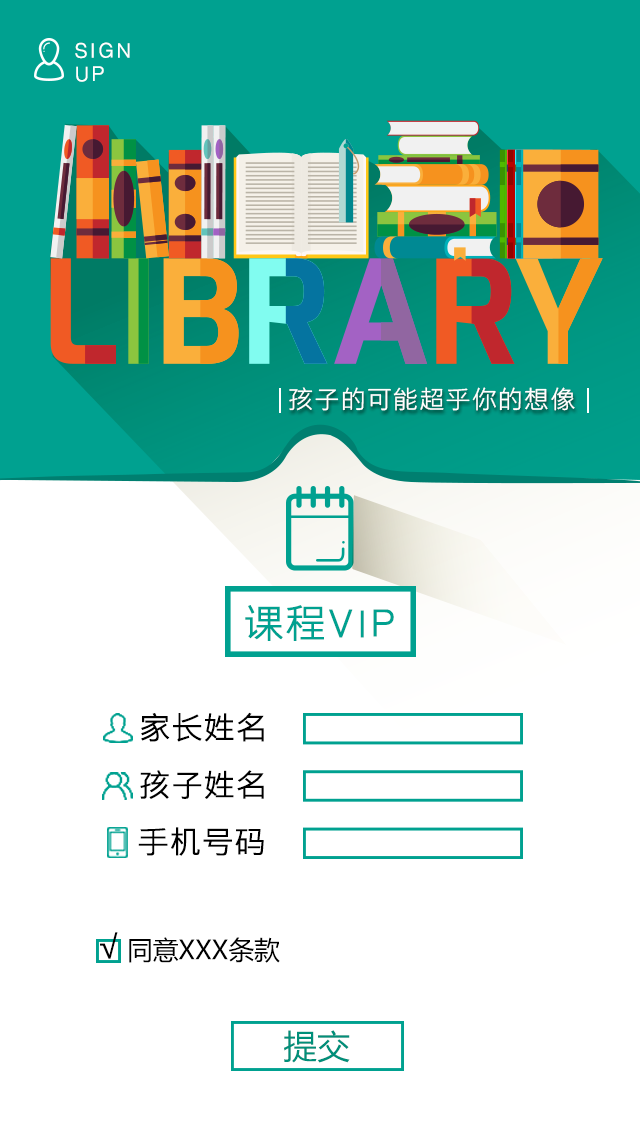 SIGN
UP
LIBRARY
|孩子的可能超乎你的想像|
课程VIP
家长姓名
孩子姓名
手机号码
√ 同意XXX条款
提交